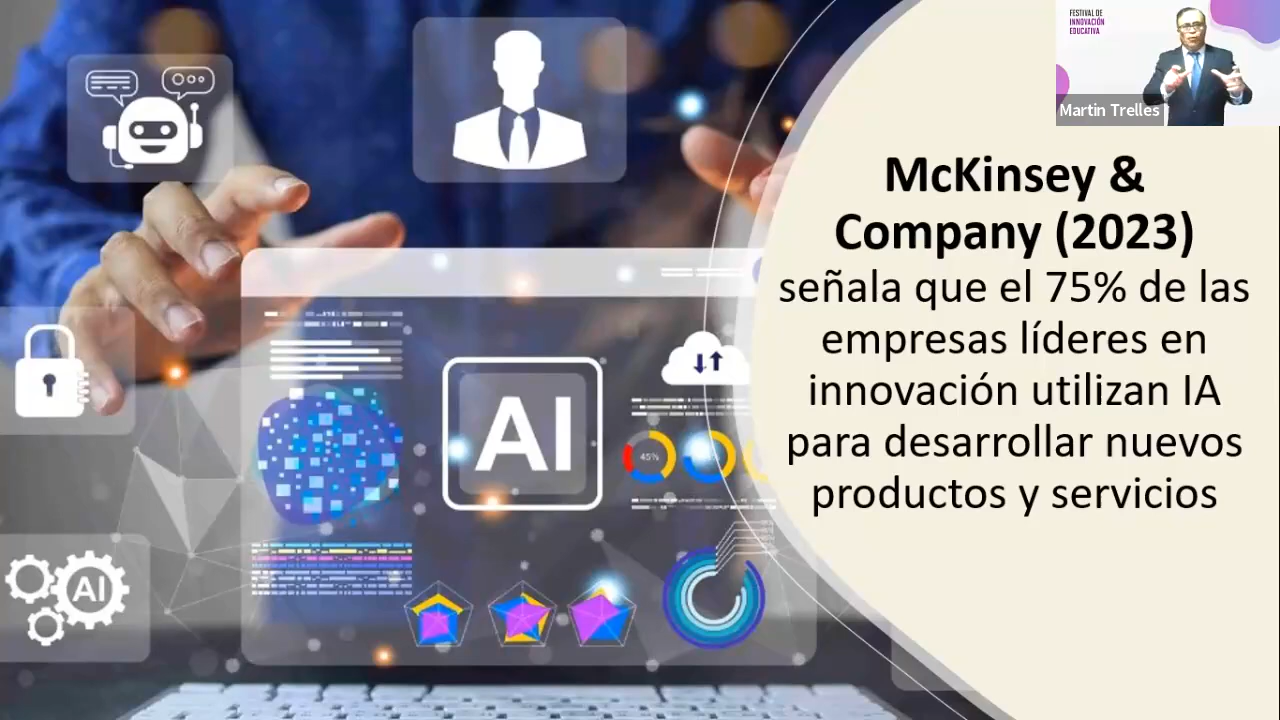 FESTIVAL DE
INNOVACIÓN
EDUCATIVA
Martin Trelles
McKinsey &
Company (2023)
señala que el 75% de las
empresas líderes en
innovación utilizan IA
para desarrollar nuevos
productos y servicios
AI
45%
AI